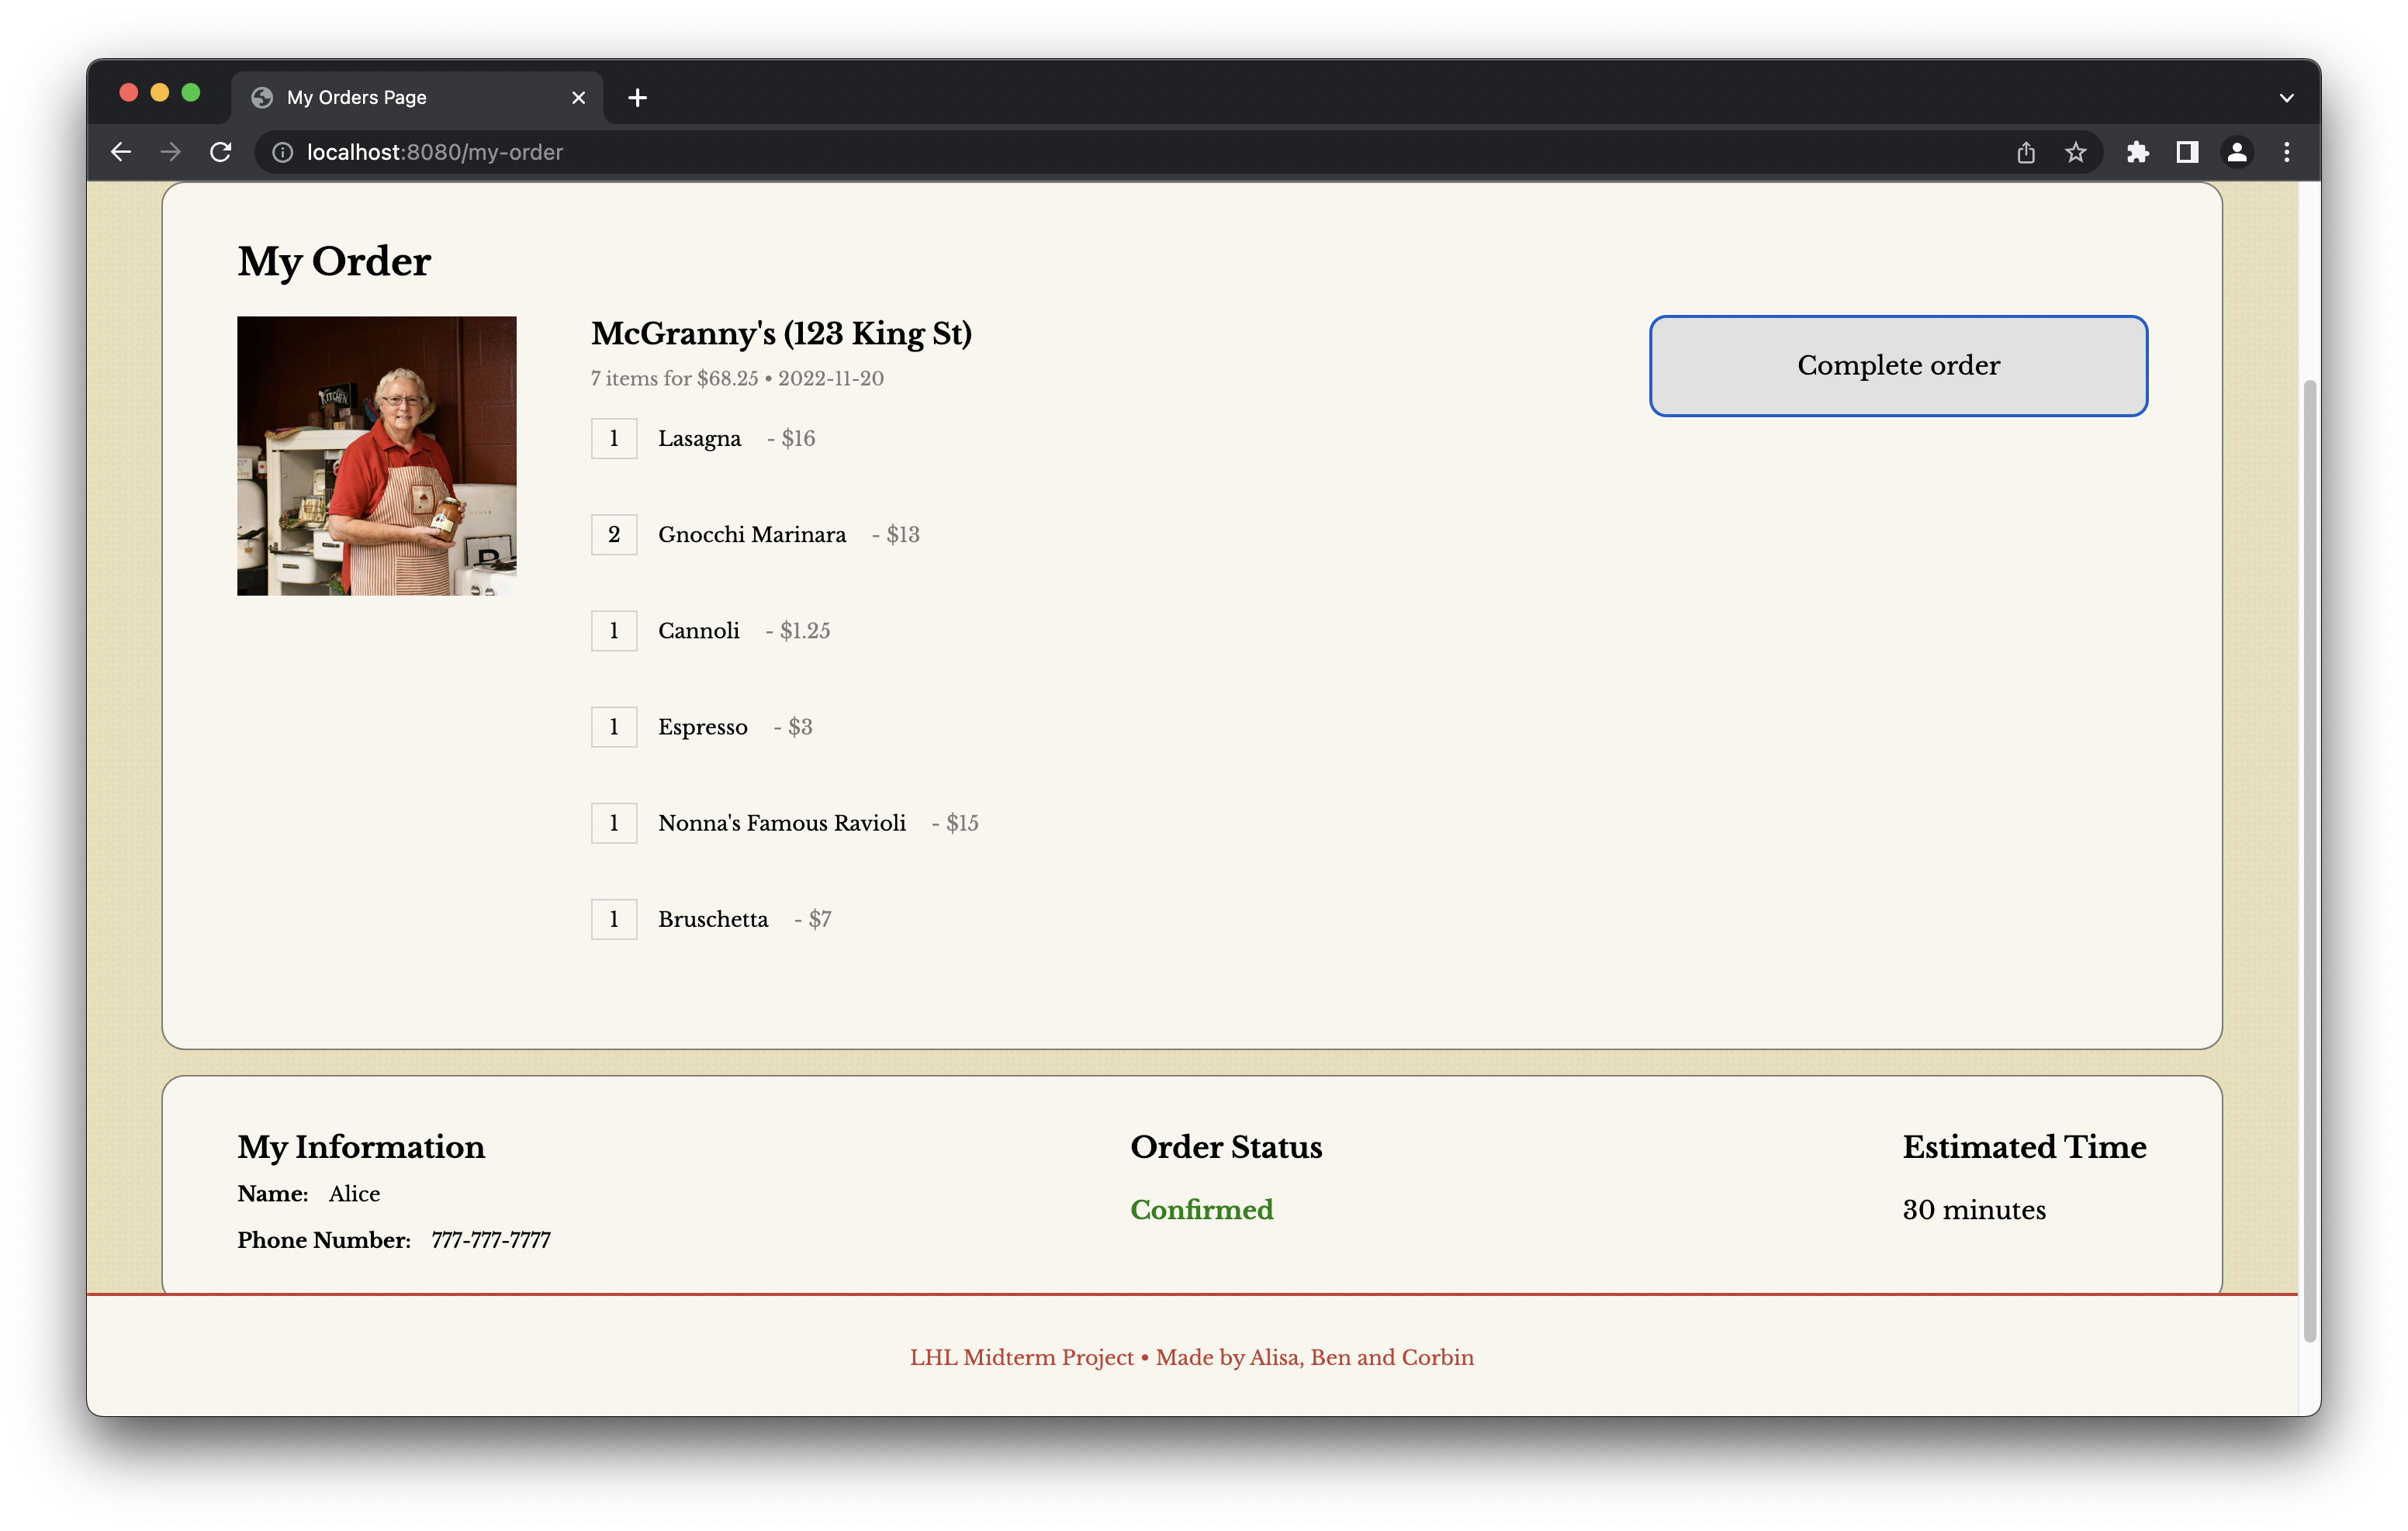 My Orders Page
localhost:8080/my-order
My Order
McGranny's (123 King St)
7 items for $68.25 • 2022-11-20
Complete order
1 Lasagna - $16
2 Gnocchi Marinara - $13
1 Cannoli - $1.25
1 Espresso - $3
1 Nonna's Famous Ravioli - $15
1 Bruschetta - $7
KITCHEN
My Information
Name: Alice
Phone Number: 777-777-7777
Order Status
Confirmed
Estimated Time
30 minutes
LHL Midterm Project • Made by Alisa, Ben and Corbin